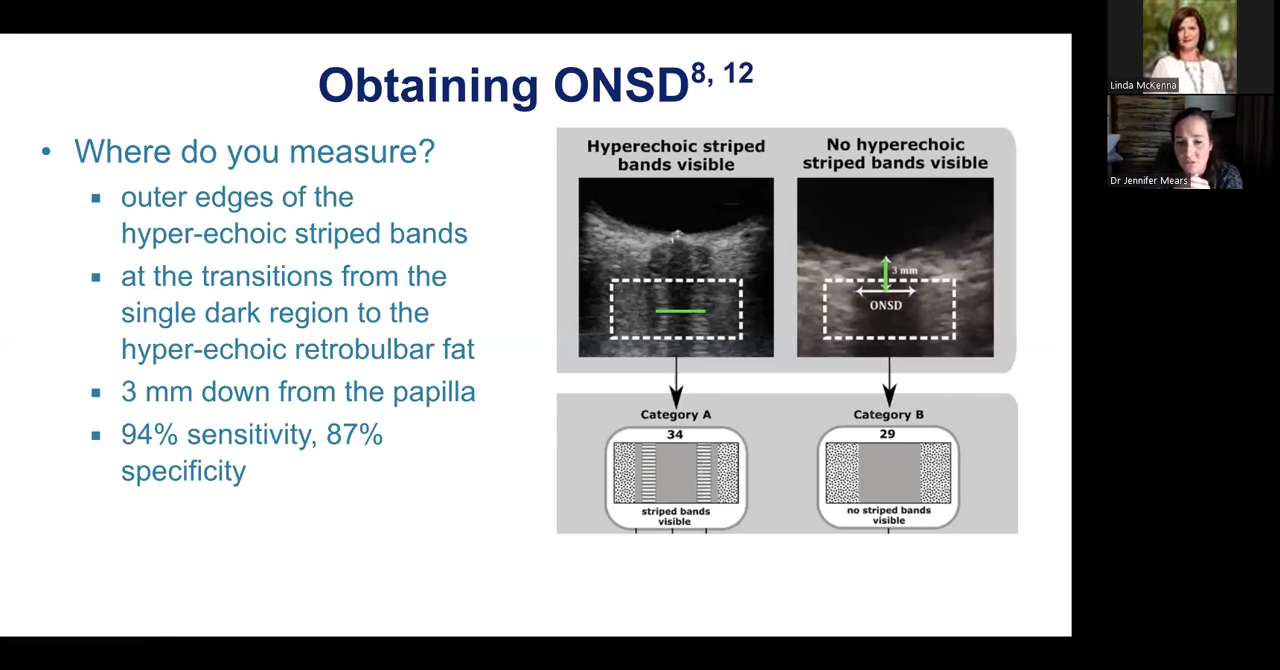 Obtaining ONSD8, 12
• Where do you measure?
▪ outer edges of the
hyper-echoic striped bands
▪ at the transitions from the
single dark region to the
hyper-echoic retrobulbar fat
▪ 3 mm down from the papilla
▪ 94% sensitivity, 87%
specificity
Hyperechoic striped
bands visible
No hyperechoic
striped bands visible
3 mm
ONSD
Category A
34
striped bands
visible
Category B
29
no striped bands
visible
Linda McKenna
Dr Jennifer Mears